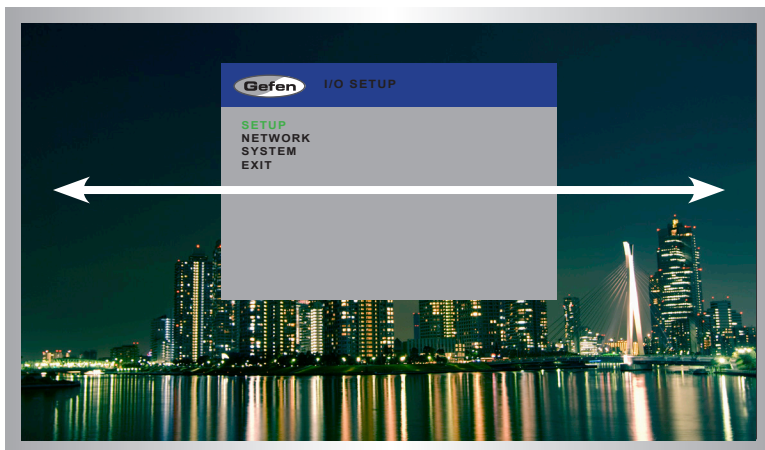 Gefen
I/O SETUP
SETUP
NETWORK
SYSTEM
EXIT